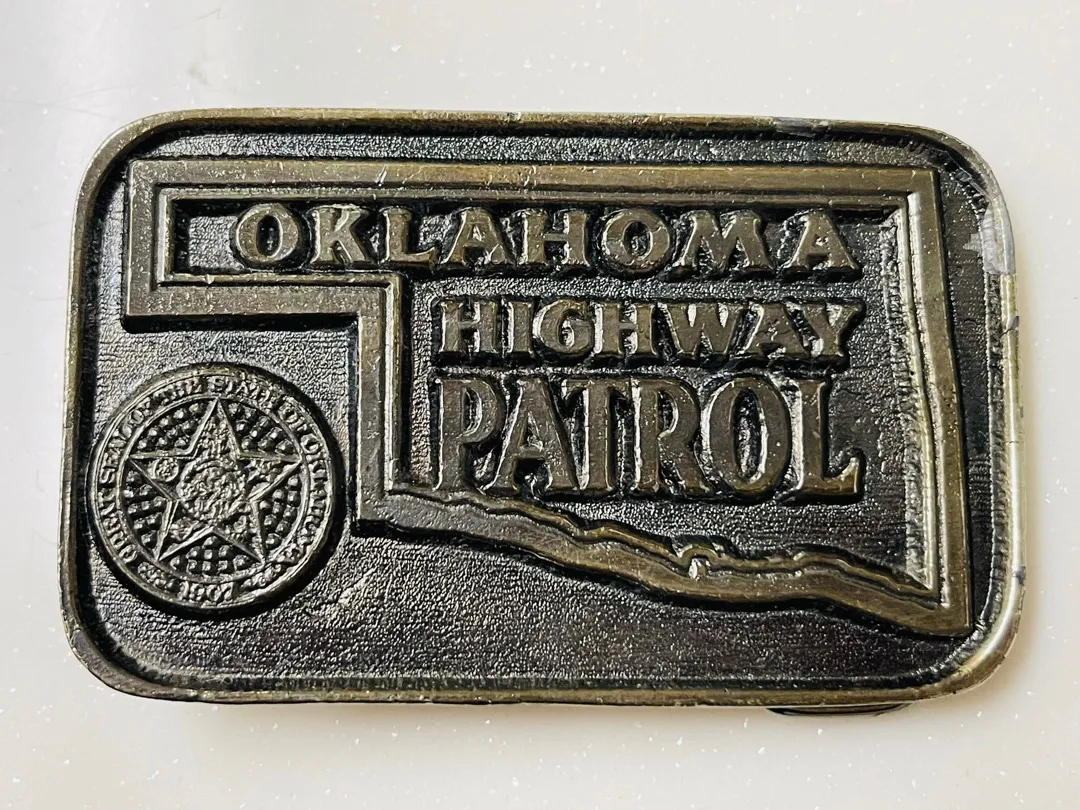 OKLAHOMA
HIGHWAY
PATROL
GREAT SEAL OF THE STATE OF OKLAHOMA
1907